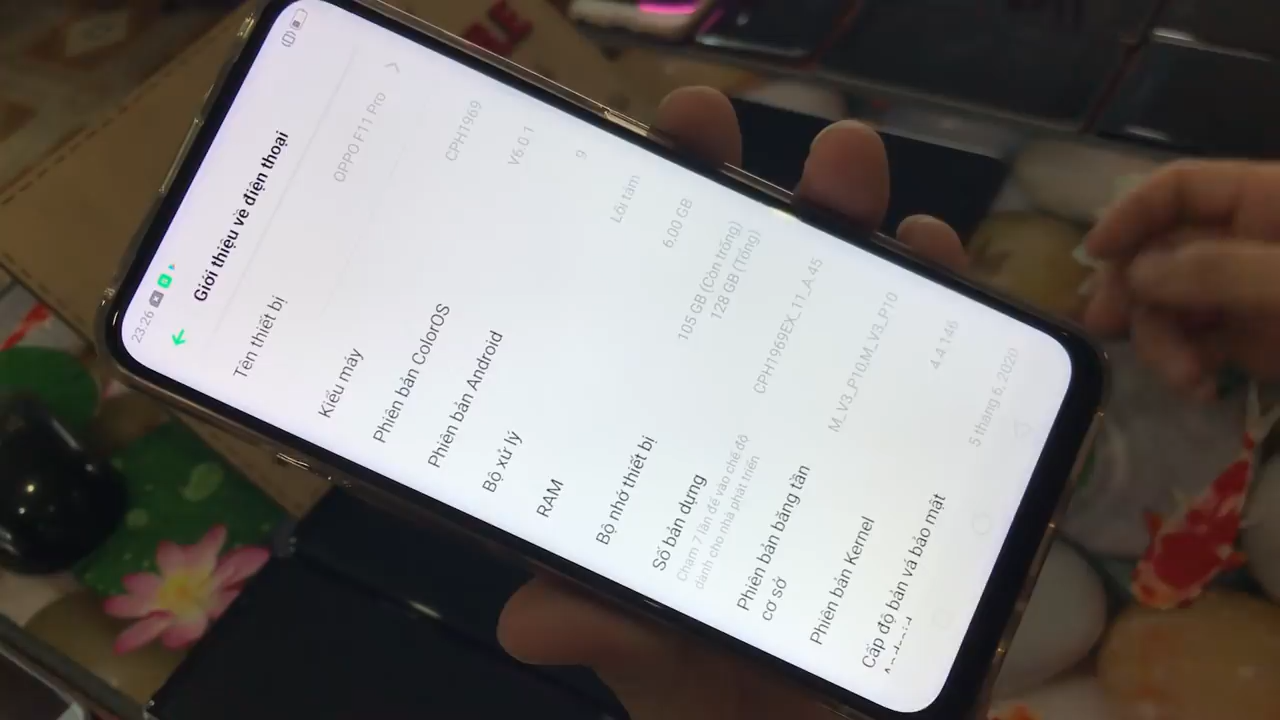 23:26
Giới thiệu về điện thoại
Tên thiết bị
OPPO F11 Pro
Kiểu máy
CPH1969
Phiên bản ColorOS
V6.0.1
Phiên bản Android
9
Bộ xử lý
Lõi tám
RAM
6,00 GB
Bộ nhớ thiết bị
105 GB (Còn trống)
128 GB (Tổng)
Số bản dựng
Chạm 7 lần để vào chế độ
dành cho nhà phát triển
CPH1969EX_11_A.45
Phiên bản băng tần
cơ sở
M_V3_P10,M_V3_P10
Phiên bản Kernel
4.4.146
Cấp độ bản vá bảo mật
Android
5 tháng 6, 2020